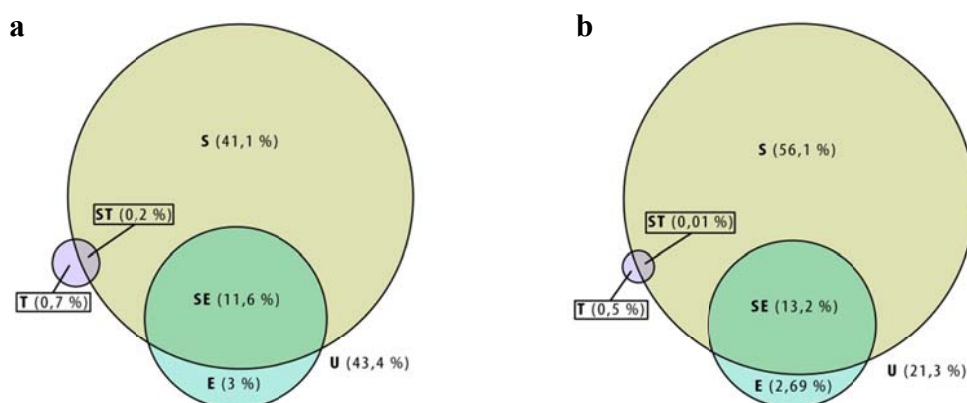 a
S (41,1 %)
ST (0,2 %)
T (0,7 %)
SE (11,6 %)
U (43,4 %)
E (3 %)
b
S (56,1 %)
ST (0,01 %)
T (0,5 %)
SE (13,2 %)
U (21,3 %)
E (2,69 %)